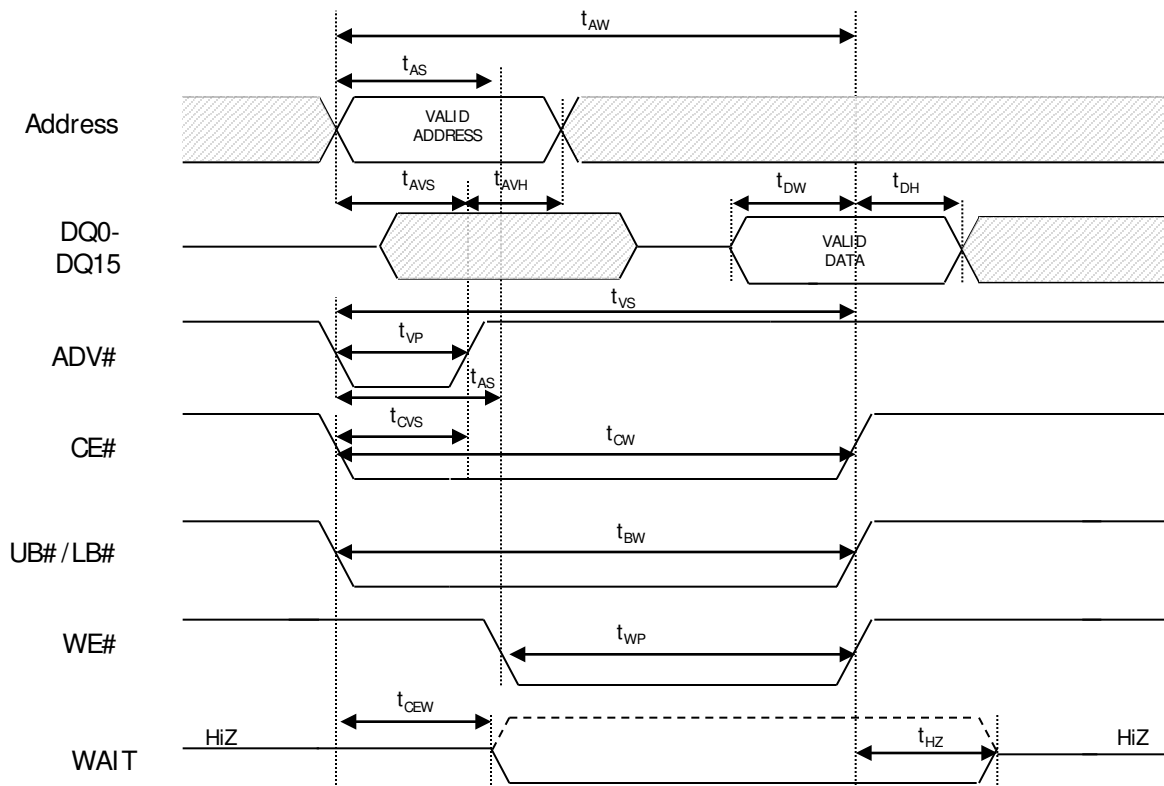 tAW
tAS
Address
VALID
ADDRESS
tAVS
tAVH
tDW
tDH
DQ0-
DQ15
VALID
DATA
tVS
ADV#
tVP
tAS
CE#
tCVS
tCW
UB# / LB#
tBW
WE#
tWP
tCEW
WAIT
HiZ
tHZ
HiZ